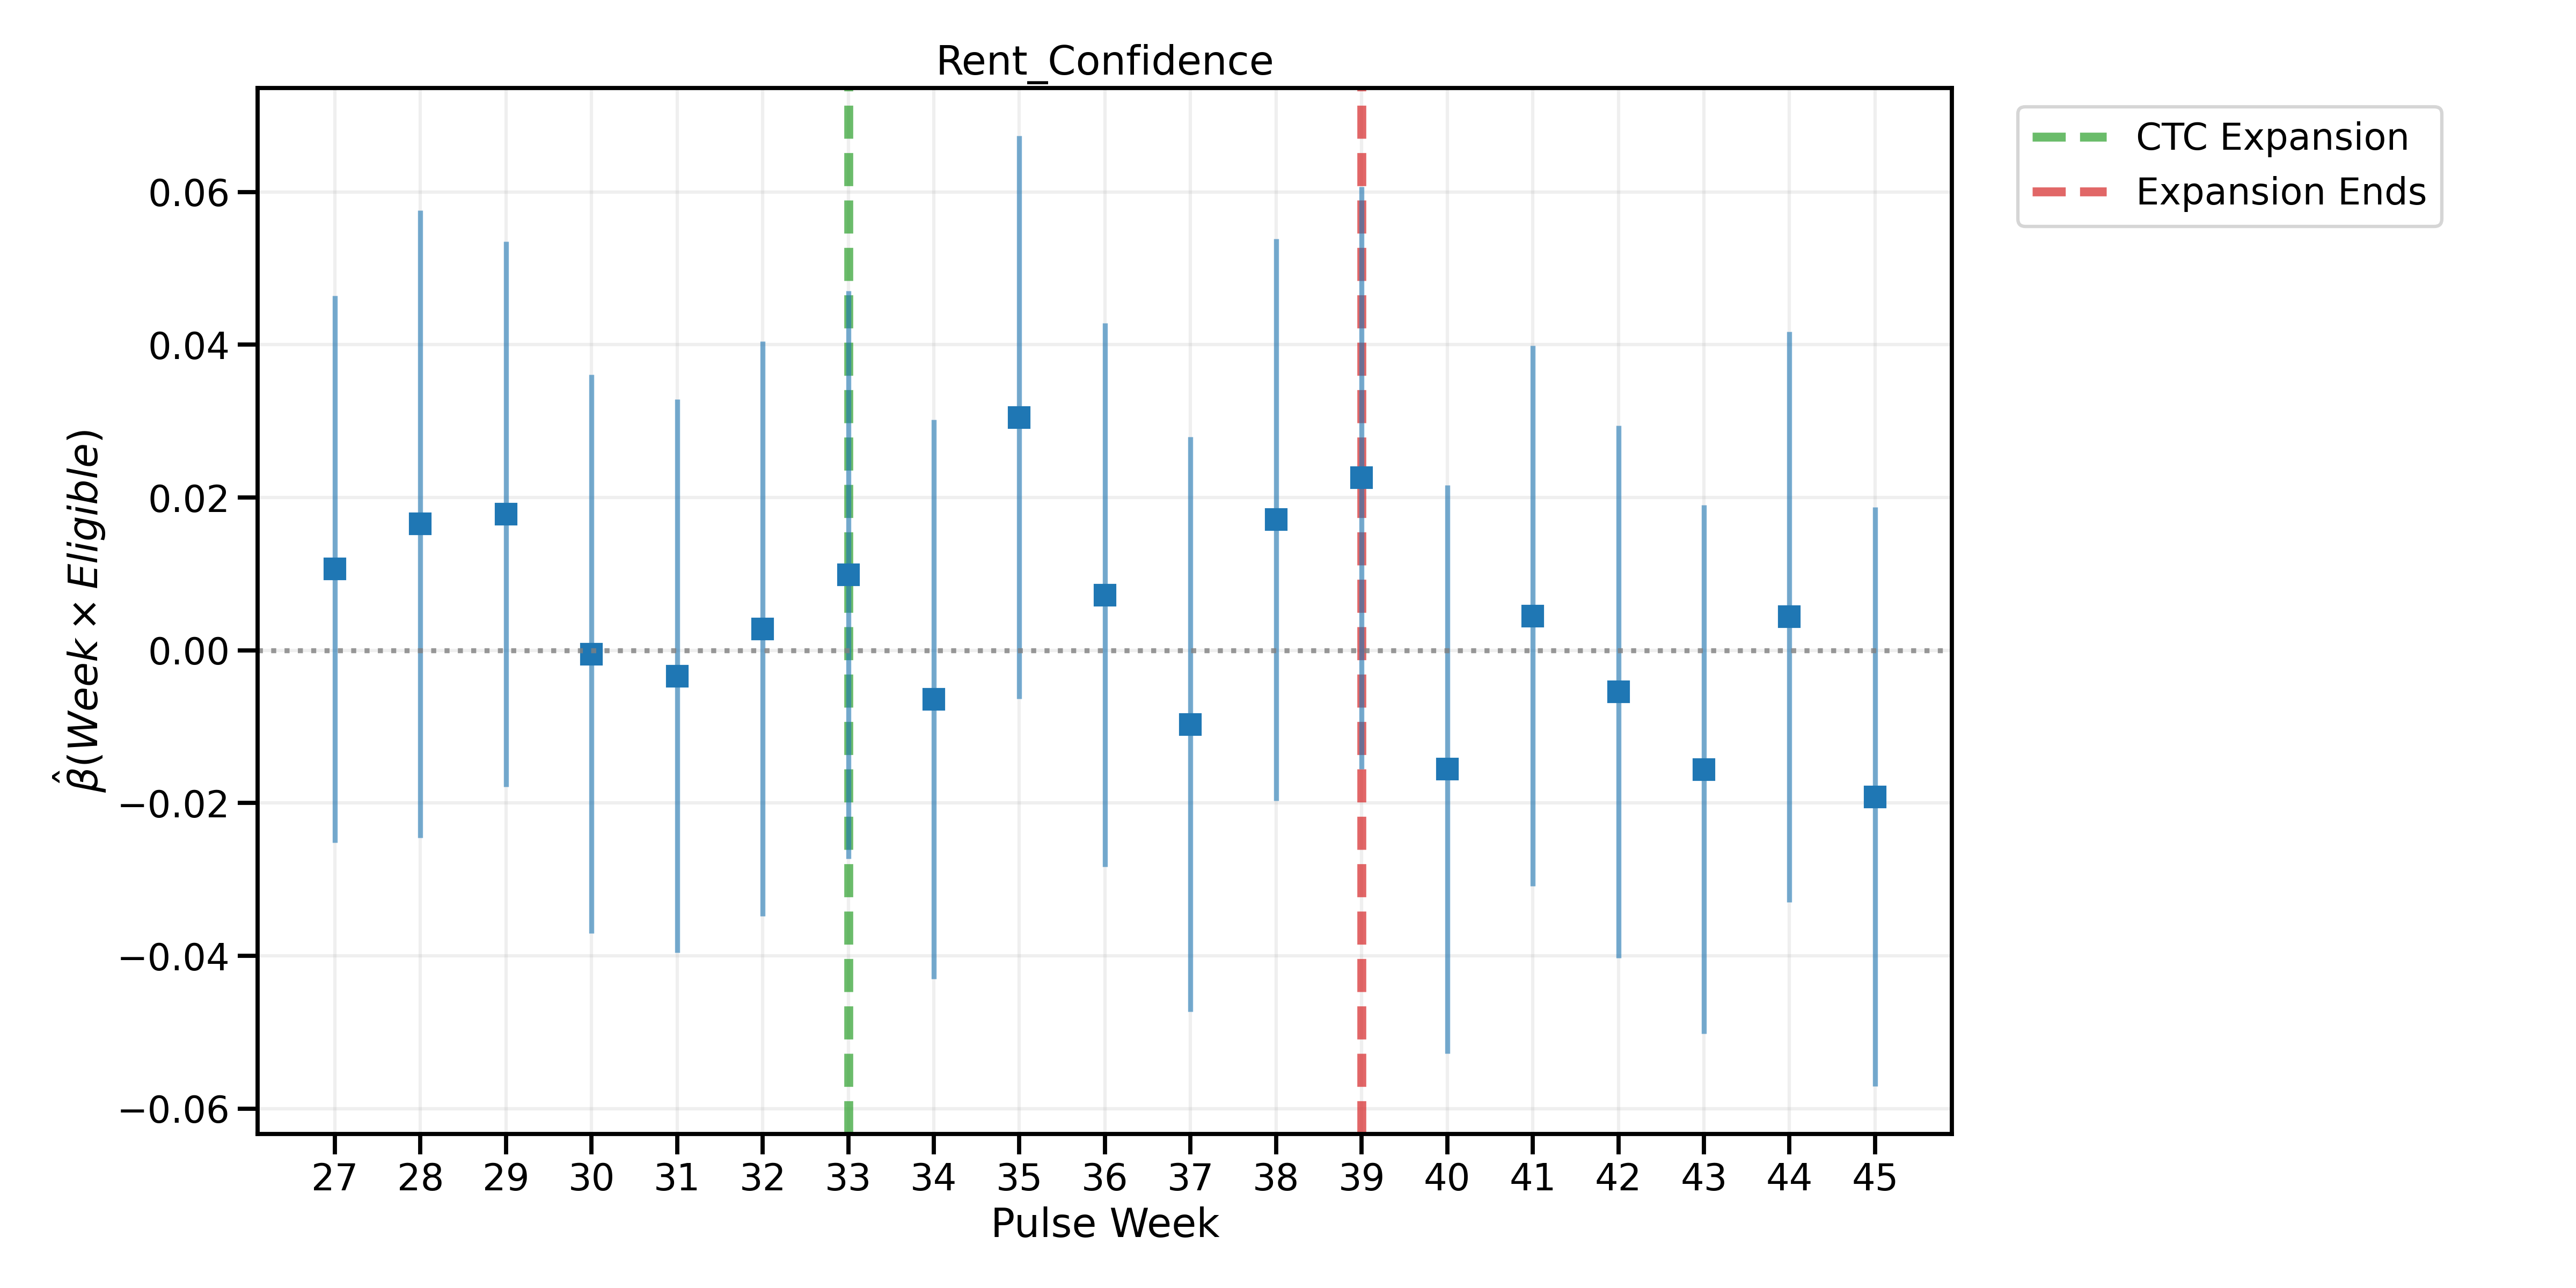 Rent_Confidence
CTC Expansion
Expansion Ends
0.06
0.04
0.02
0.00
−0.02
−0.04
−0.06
β̂(Week × Eligible)
27 28 29 30 31 32 33 34 35 36 37 38 39 40 41 42 43 44 45
Pulse Week